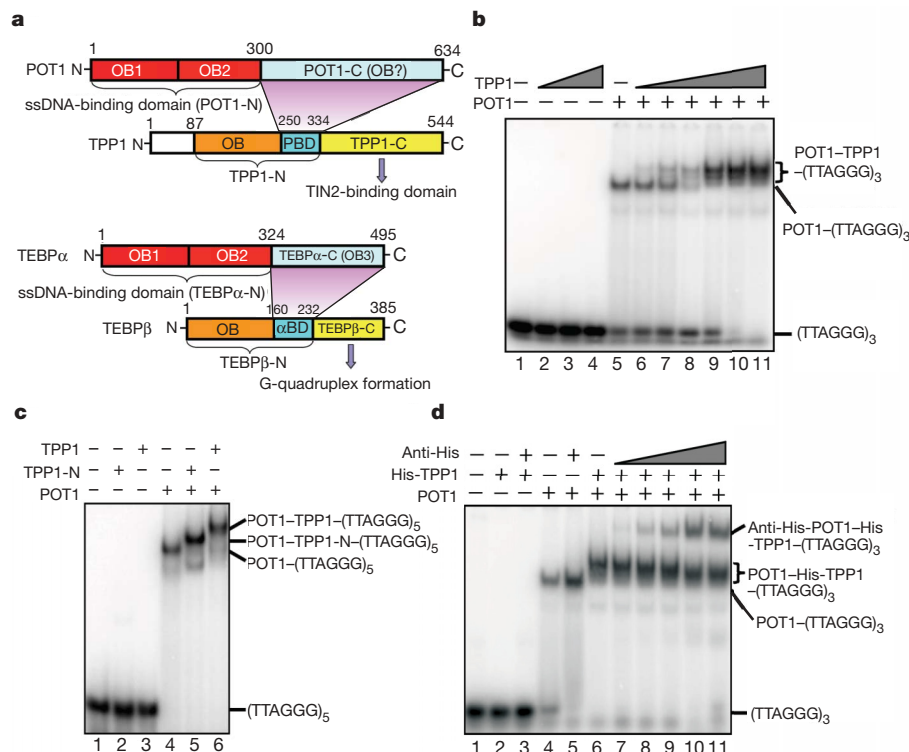 a
1 300 634
POT1 N OB1 OB2 POT1-C (OB?) C
ssDNA-binding domain (POT1-N)
1 87 250 334 544
TPP1 N OB PBD TPP1-C C
TPP1-N
TIN2-binding domain
1 324 495
TEBPα N OB1 OB2 TEBPα-C (OB3) C
ssDNA-binding domain (TEBPα-N)
1 160 232 385
TEBPβ N OB αBD TEBPβ-C C
TEBPβ-N
G-quadruplex formation
b
TPP1 – –
POT1 – – – – + + + + + + +
POT1–TPP1
–(TTAGGG)3
POT1–(TTAGGG)3
(TTAGGG)3
1 2 3 4 5 6 7 8 9 10 11
c
TPP1 – – + – – +
TPP1-N – + – – + –
POT1 – – – + + +
POT1–TPP1–(TTAGGG)5
POT1–TPP1-N–(TTAGGG)5
POT1–(TTAGGG)5
(TTAGGG)5
1 2 3 4 5 6
d
Anti-His – – + – + –
His-TPP1 – + + – – + + + + + +
POT1 – – – + + + + + + + +
Anti-His-POT1–His
-TPP1–(TTAGGG)3
POT1–His-TPP1
–(TTAGGG)3
POT1–(TTAGGG)3
(TTAGGG)3
1 2 3 4 5 6 7 8 9 10 11